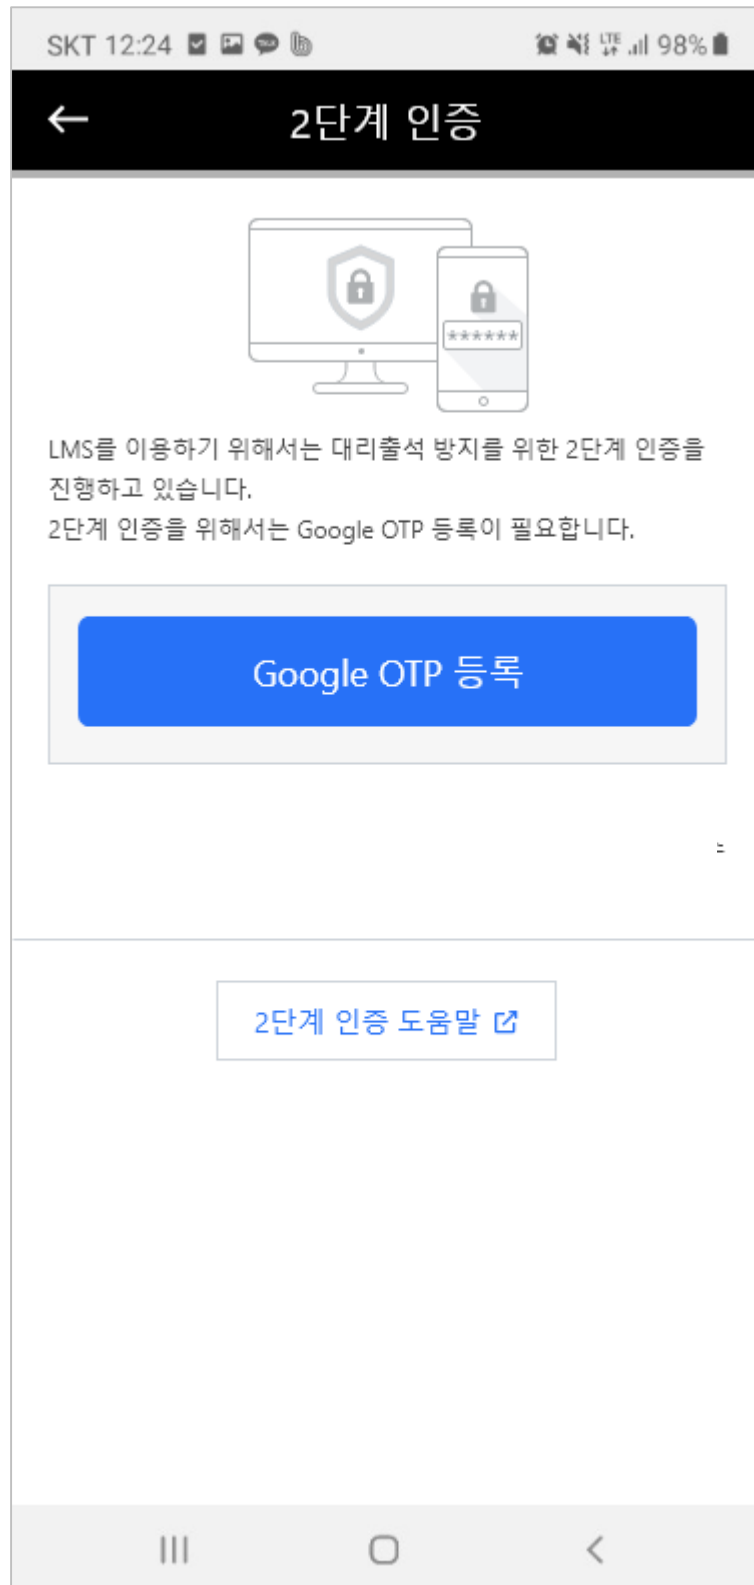 SKT 12:24
LTE
98%
2단계 인증
******
LMS를 이용하기 위해서는 대리출석 방지를 위한 2단계 인증을
진행하고 있습니다.
2단계 인증을 위해서는 Google OTP 등록이 필요합니다.
Google OTP 등록
2단계 인증 도움말